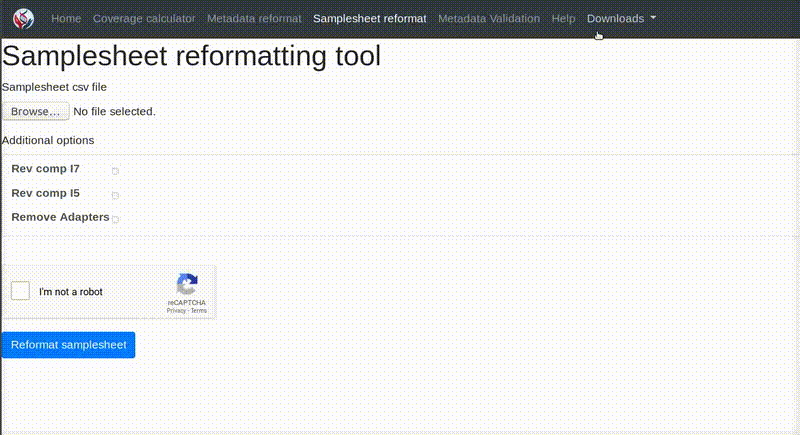 Home Coverage calculator Metadata reformat Samplesheet reformat Metadata Validation Help Downloads
Samplesheet reformatting tool
Samplesheet csv file
Browse... No file selected.
Additional options
Rev comp I7
Rev comp I5
Remove Adapters
I'm not a robot
reCAPTCHA
Privacy - Terms
Reformat samplesheet